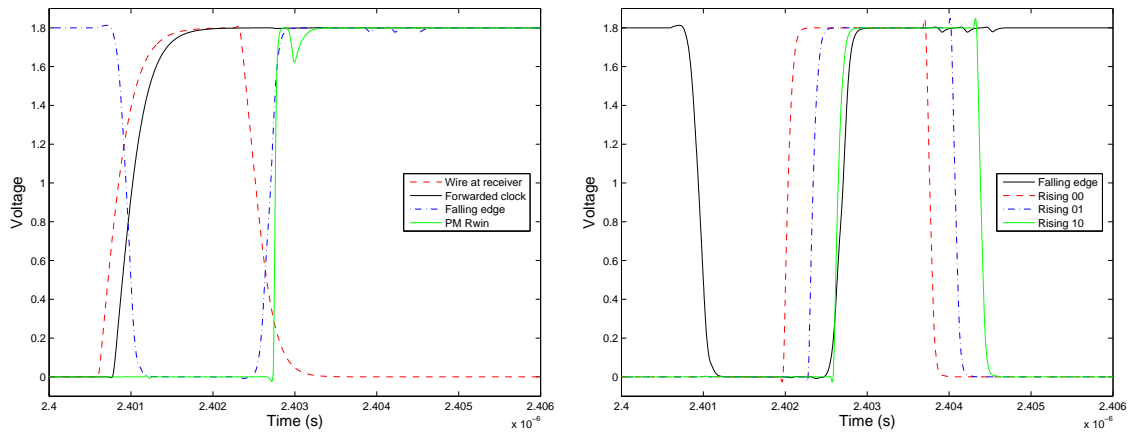 1.8
1.6
1.4
1.2
1
0.8
0.6
0.4
0.2
0
Voltage
2.4 2.401 2.402 2.403 2.404 2.405 2.406
Time (s)
x 10⁻⁶
Wire at receiver
Forwarded clock
Falling edge
PM Rwin
1.8
1.6
1.4
1.2
1
0.8
0.6
0.4
0.2
0
Voltage
2.4 2.401 2.402 2.403 2.404 2.405 2.406
Time (s)
x 10⁻⁶
Falling edge
Rising 00
Rising 01
Rising 10